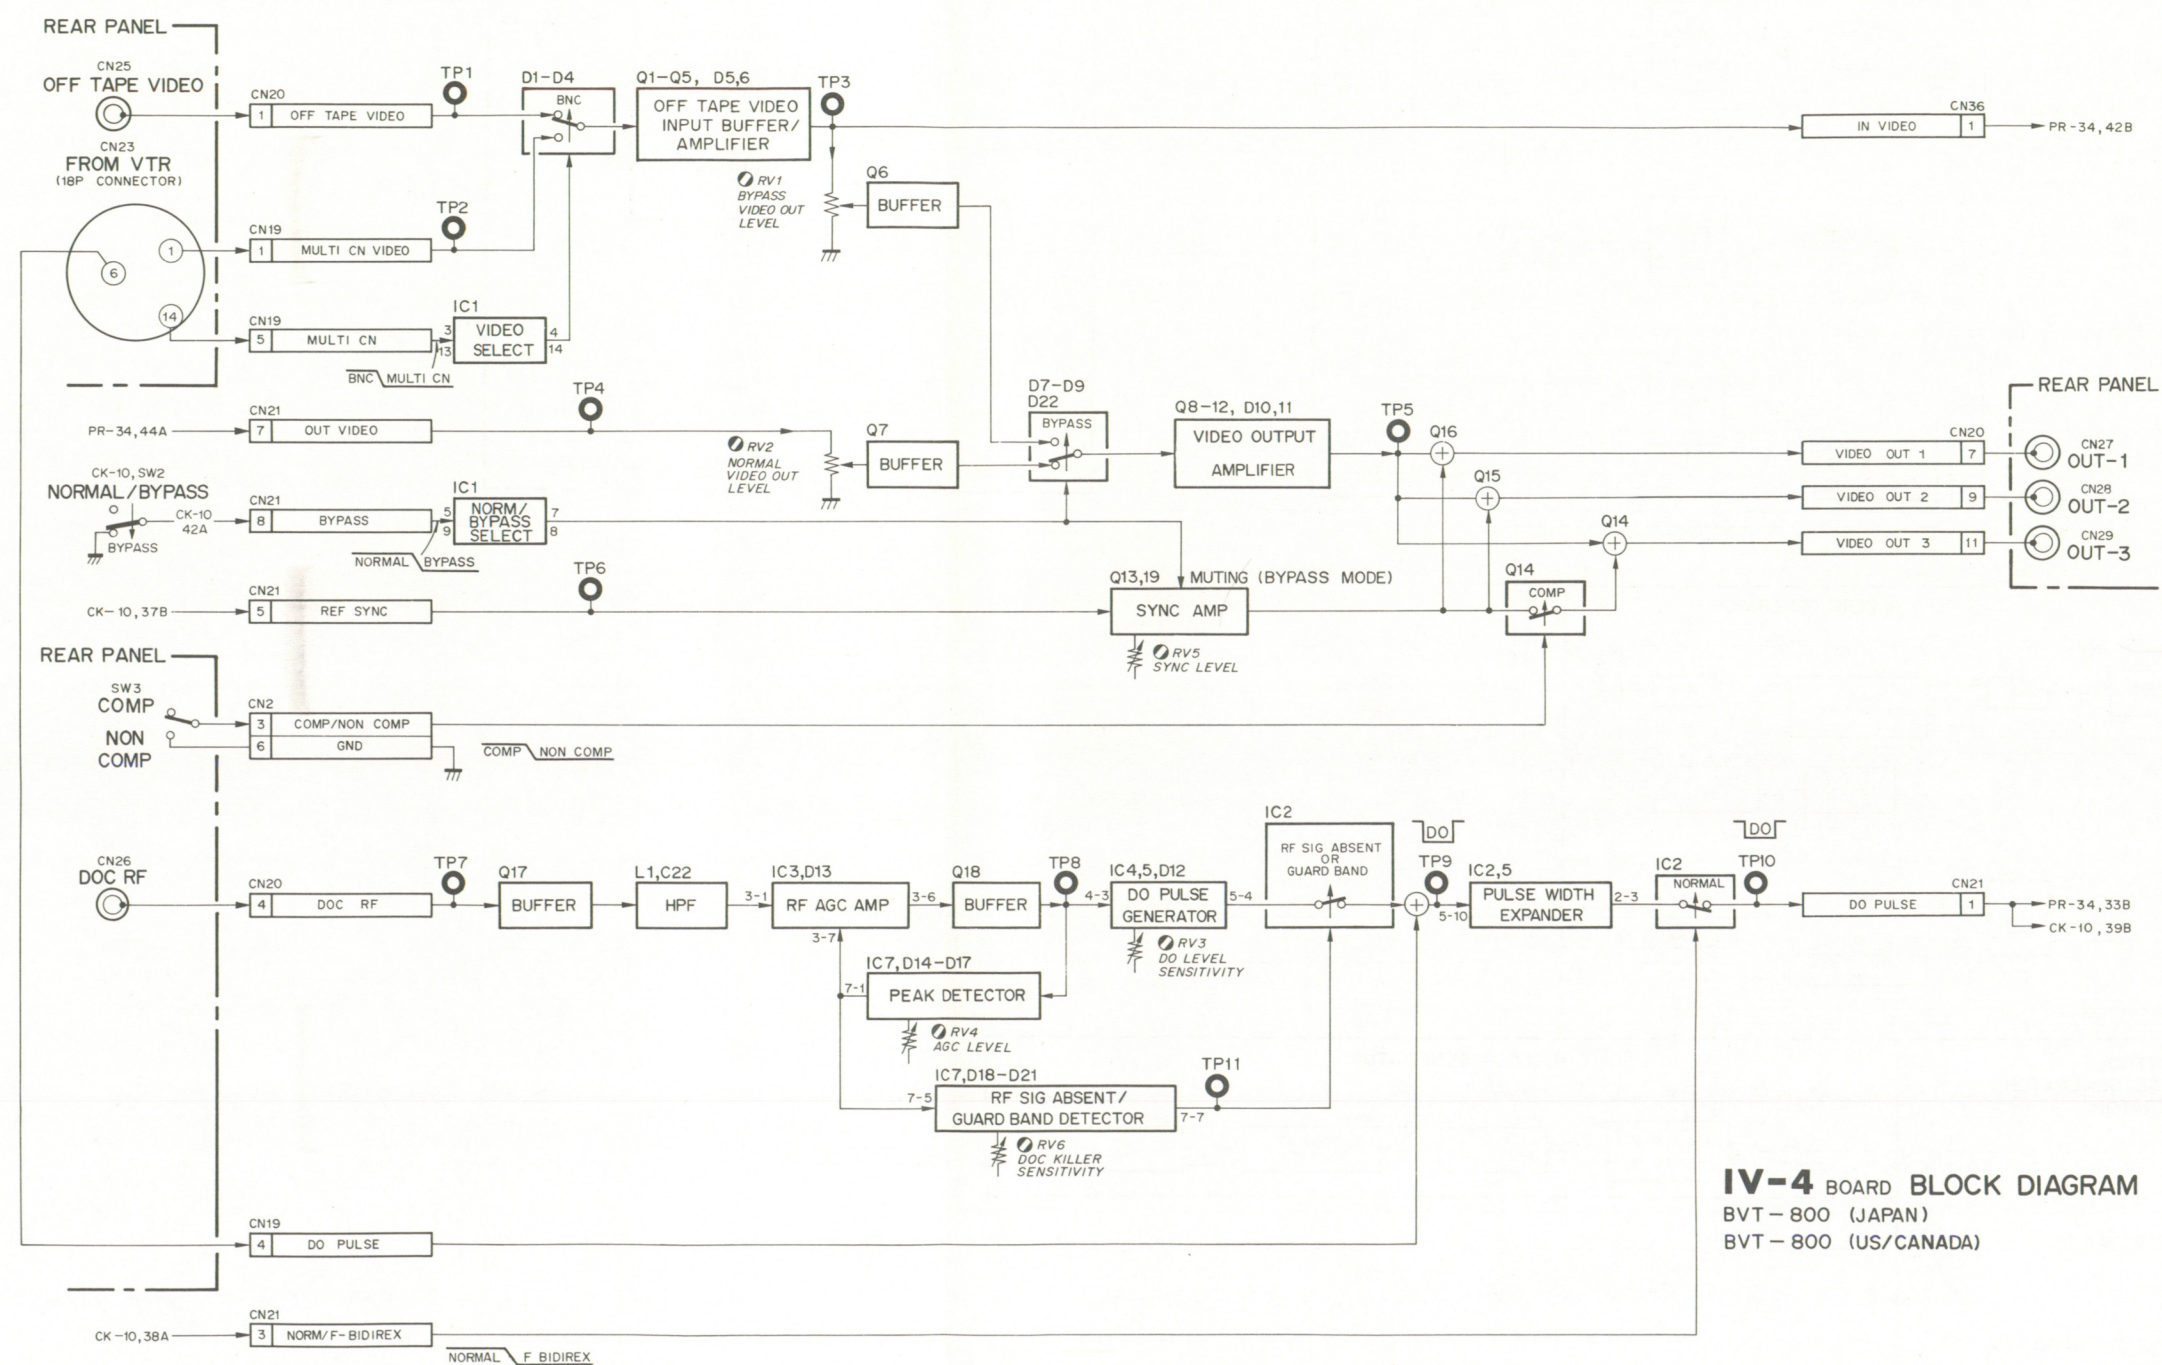 REAR PANEL
CN25
OFF TAPE VIDEO
CN20
1 OFF TAPE VIDEO
TP1
D1-D4
BNC
Q1-Q5, D5,6
OFF TAPE VIDEO
INPUT BUFFER/
AMPLIFIER
TP3
CN36
IN VIDEO 1
PR-34,42B
CN23
FROM VTR
(18P CONNECTOR)
RV1
BYPASS
VIDEO OUT
LEVEL
Q6
BUFFER
TP2
CN19
1 MULTI CN VIDEO
1
6
14
CN19
5 MULTI CN
IC1
3
13
VIDEO
SELECT
4
14
BNC MULTI CN
TP4
CN21
PR-34,44A
7 OUT VIDEO
RV2
NORMAL
VIDEO OUT
LEVEL
Q7
BUFFER
D7-D9
D22
BYPASS
Q8-12, D10,11
VIDEO OUTPUT
AMPLIFIER
TP5
Q16
Q15
Q14
CN20
VIDEO OUT 1 7
VIDEO OUT 2 9
VIDEO OUT 3 11
REAR PANEL
CN27
OUT-1
CN28
OUT-2
CN29
OUT-3
CK-10, SW2
NORMAL/BYPASS
BYPASS
CK-10
42A
CN21
8 BYPASS
IC1
5
9
NORM/
BYPASS
SELECT
7
8
NORMAL BYPASS
TP6
CN21
CK-10,37B
5 REF SYNC
Q13,19
MUTING (BYPASS MODE)
SYNC AMP
RV5
SYNC LEVEL
Q14
COMP
REAR PANEL
SW3
COMP
NON
COMP
CN2
3 COMP/NON COMP
6 GND
COMP NON COMP
CN26
DOC RF
CN20
4 DOC RF
TP7
Q17
BUFFER
L1,C22
HPF
3-1
IC3,D13
RF AGC AMP
3-6
3-7
Q18
BUFFER
TP8
4-3
IC4,5,D12
DO PULSE
GENERATOR
5-4
RV3
DO LEVEL
SENSITIVITY
IC2
RF SIG ABSENT
OR
GUARD BAND
DO
TP9
5-10
IC2,5
PULSE WIDTH
EXPANDER
2-3
IC2
NORMAL
DO
TP10
CN21
DO PULSE 1
PR-34,33B
CK-10,39B
IC7,D14-D17
7-1
PEAK DETECTOR
RV4
AGC LEVEL
IC7,D18-D21
7-5
RF SIG ABSENT/
GUARD BAND DETECTOR
7-7
TP11
RV6
DOC KILLER
SENSITIVITY
CN19
4 DO PULSE
CN21
CK-10,38A
3 NORM/F-BIDIREX
NORMAL F BIDIREX
IV-4 BOARD BLOCK DIAGRAM
BVT-800 (JAPAN)
BVT-800 (US/CANADA)